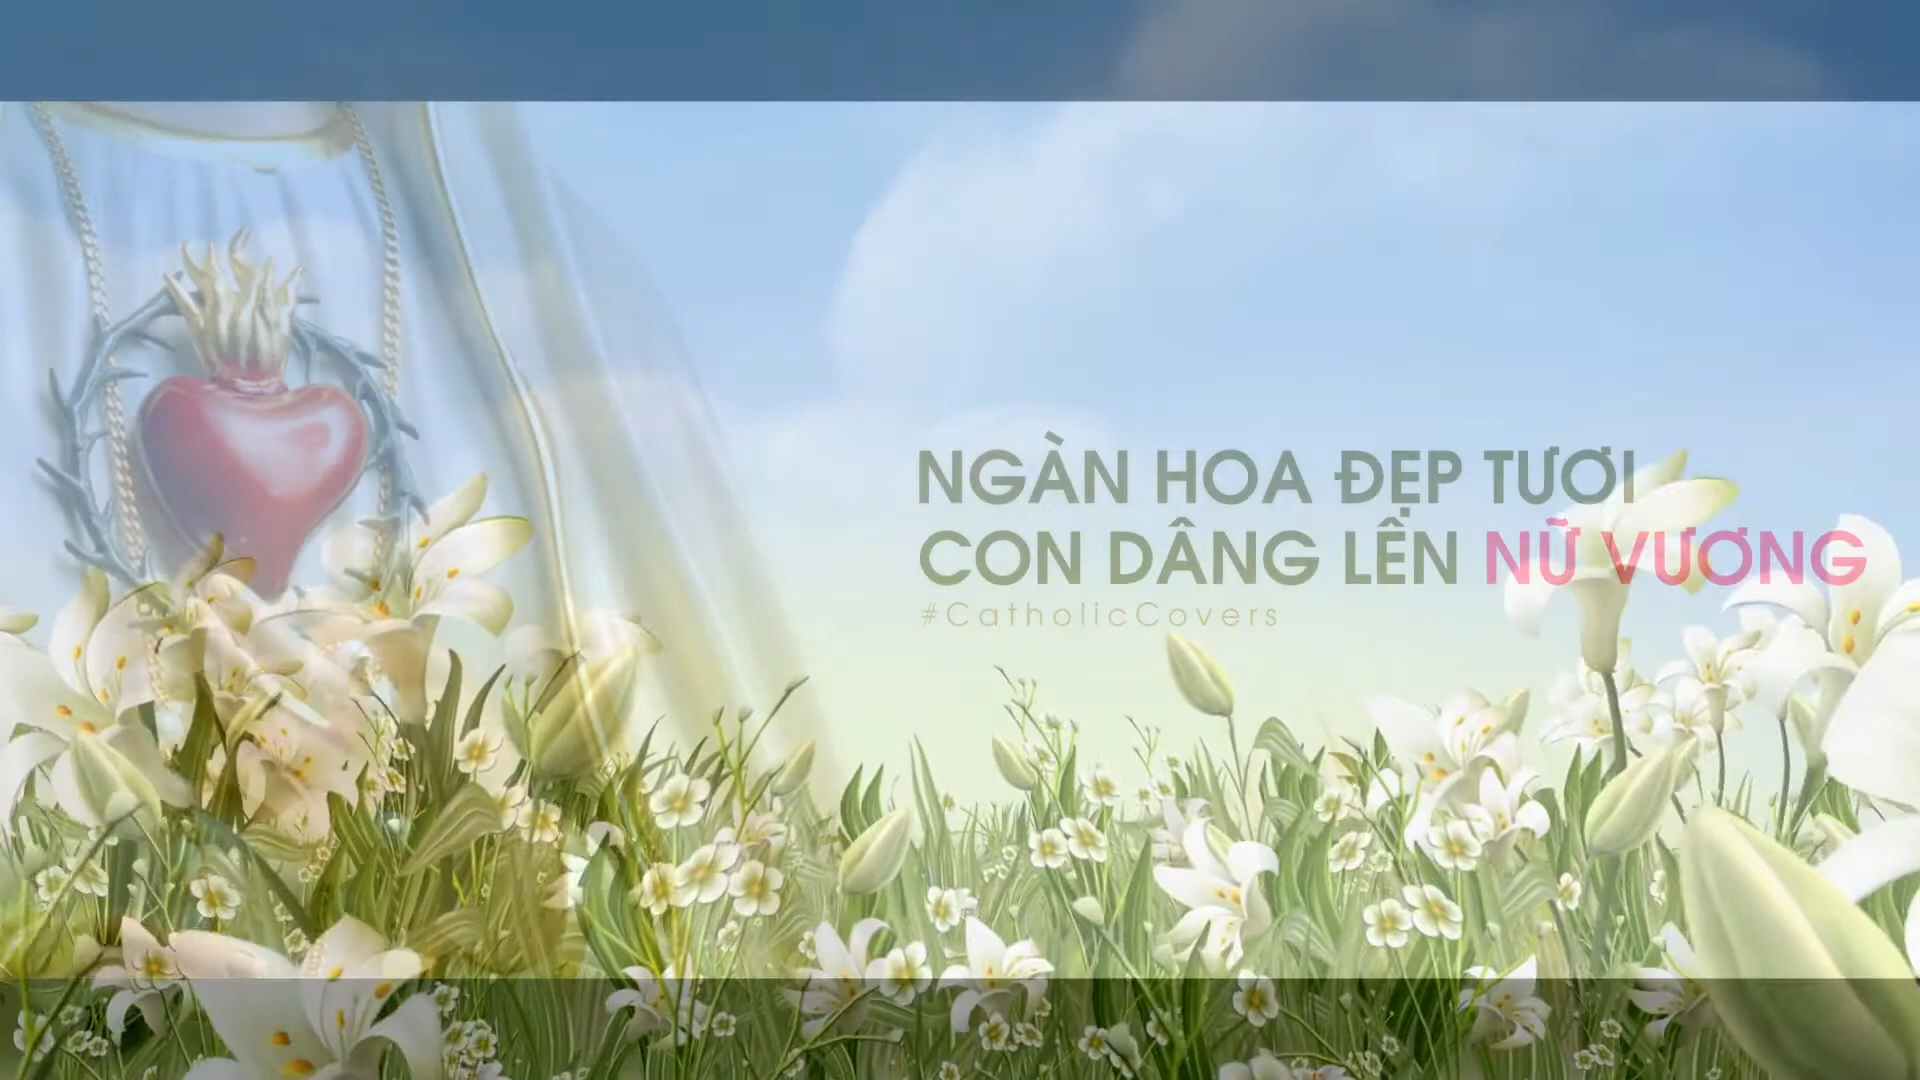 NGÀN HOA ĐẸP TƯƠI
CON DÂNG LÊN NỮ VƯƠNG
#CatholicCovers